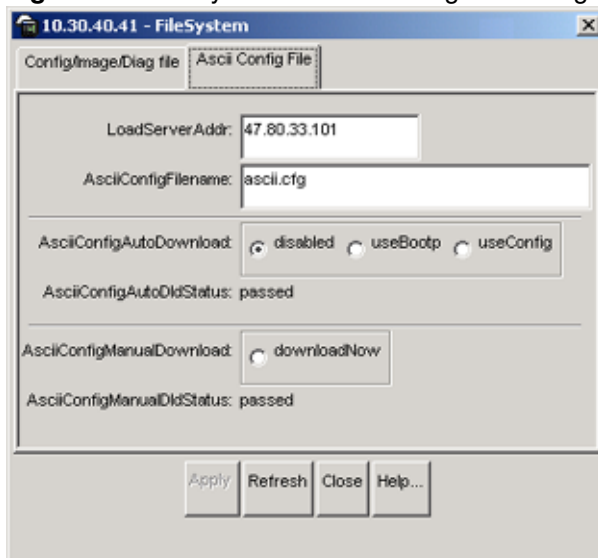 10.30.40.41 - FileSystem
Config/Image/Diag file Ascii Config File
LoadServerAddr: 47.80.33.101
AsciiConfigFilename: ascii.cfg
AsciiConfigAutoDownload: disabled useBootp useConfig
AsciiConfigAutoDldStatus: passed
AsciiConfigManualDownload: downloadNow
AsciiConfigManualDldStatus: passed
Apply Refresh Close Help...